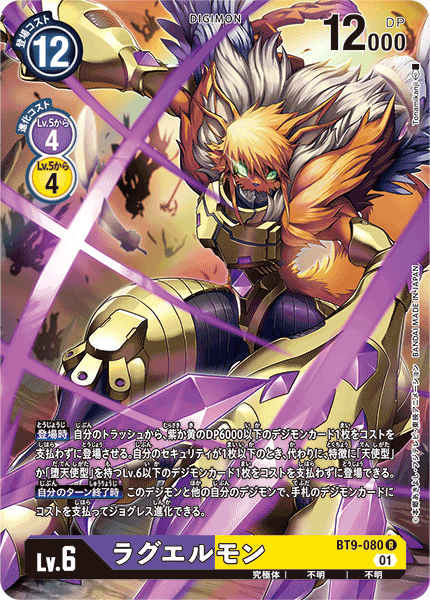 DIGIMON
登場コスト
12
DP
12000
進化コスト
Lv.5から
4
Lv.5から
4
Tonamikanji
BANDAI MADE IN JAPAN
登場時 自分のトラッシュから、紫か黄のDP6000以下のデジモンカード1枚をコストを
支払わずに登場させる。自分のセキュリティが1枚以下のとき、代わりに、特徴に「天使型」
か「堕天使型」を持つLv.6以下のデジモンカード1枚をコストを支払わずに登場できる。
自分のターン終了時 このデジモンと他の自分のデジモンで、手札のデジモンカードに
コストを支払ってジョグレス進化できる。
Lv.6
ラグエルモン
BT9-080 R
01
究極体 不明 不明